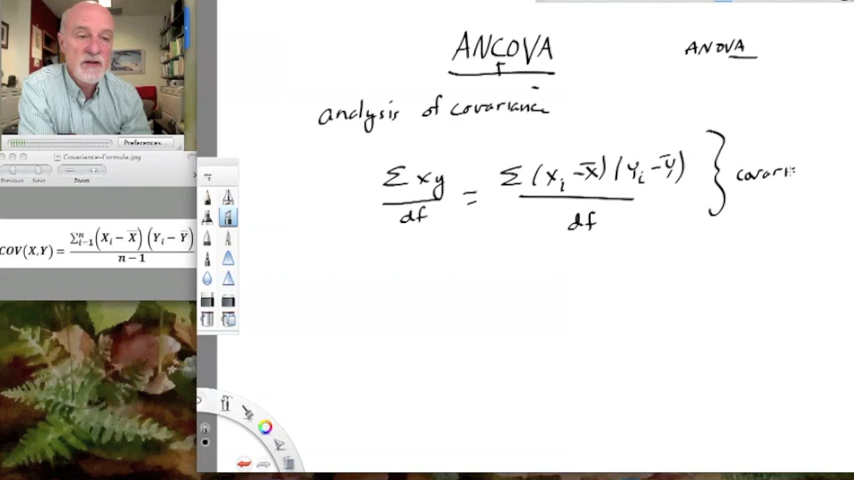 ANCOVA
ANOVA
analysis of covariance
Σxy/df = Σ(Xi - X̄)(Yi - Ȳ)/df } covari
Preferences...
Covariance-Formula.jpg
Previous Next Zoom
COV(X,Y) = Σⁿi=1(Xi - X̄)(Yi - Ȳ)/n-1